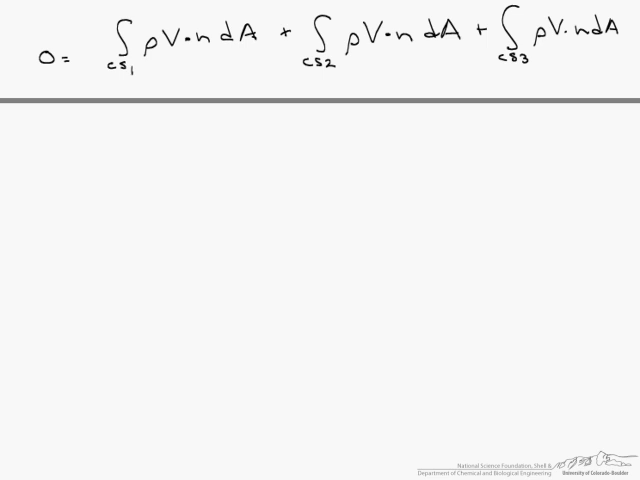 0 = ∫cs1 ρV·n dA + ∫cs2 ρV·n dA + ∫cs3 ρV·n dA
National Science Foundation, Shell &
Department of Chemical and Biological Engineering
University of Colorado-Boulder